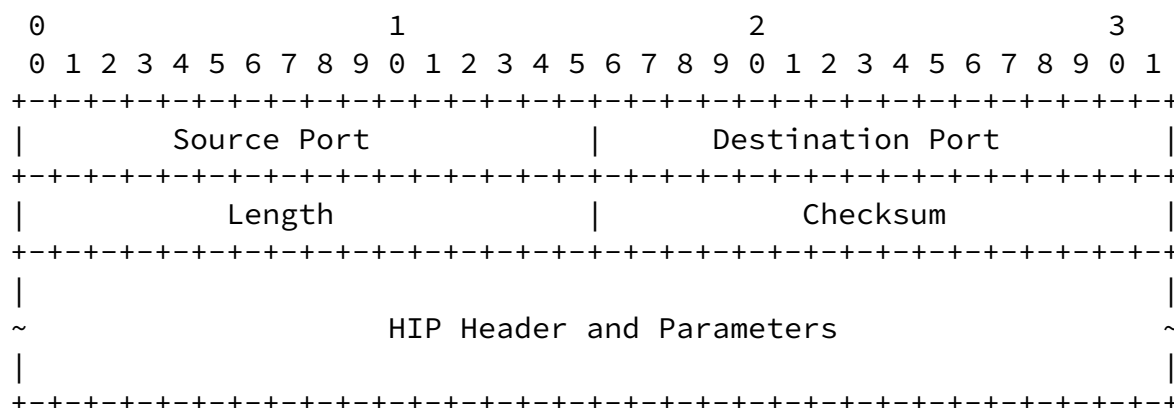 0                   1                   2                   3
 0 1 2 3 4 5 6 7 8 9 0 1 2 3 4 5 6 7 8 9 0 1 2 3 4 5 6 7 8 9 0 1
+-+-+-+-+-+-+-+-+-+-+-+-+-+-+-+-+-+-+-+-+-+-+-+-+-+-+-+-+-+-+-+-+
|        Source Port            |      Destination Port         |
+-+-+-+-+-+-+-+-+-+-+-+-+-+-+-+-+-+-+-+-+-+-+-+-+-+-+-+-+-+-+-+-+
|           Length              |           Checksum            |
+-+-+-+-+-+-+-+-+-+-+-+-+-+-+-+-+-+-+-+-+-+-+-+-+-+-+-+-+-+-+-+-+
|                                                               |
~                    HIP Header and Parameters                  ~
|                                                               |
+-+-+-+-+-+-+-+-+-+-+-+-+-+-+-+-+-+-+-+-+-+-+-+-+-+-+-+-+-+-+-+-+